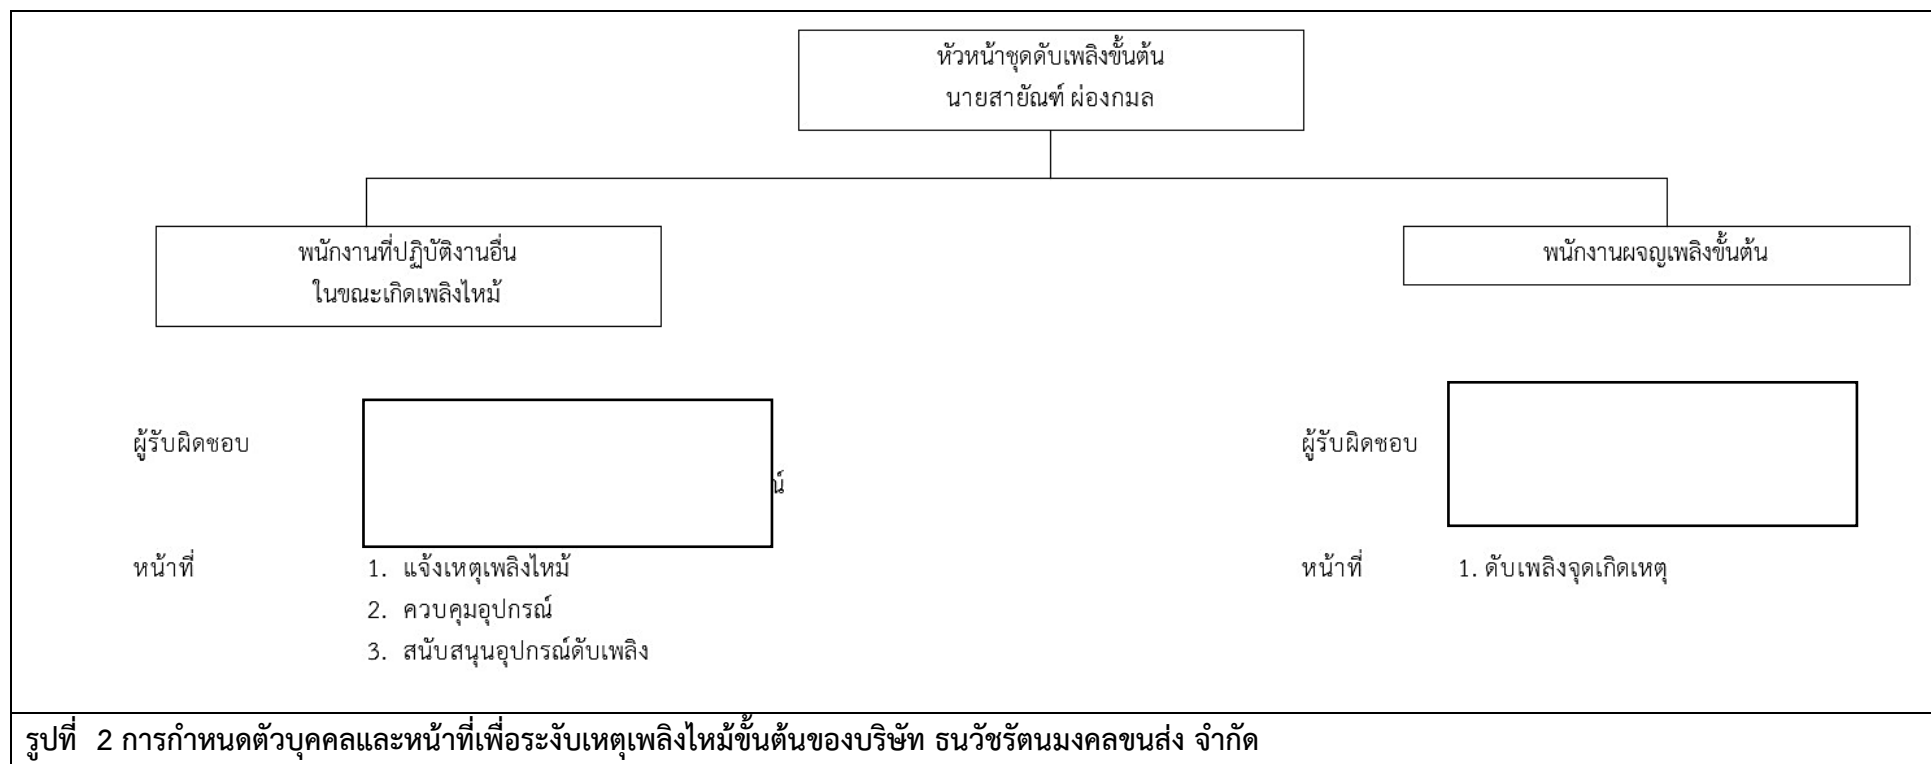 หัวหน้าชุดดับเพลิงขั้นต้น
นายสายัณฑ์ ผ่องกมล
พนักงานที่ปฏิบัติงานอื่น
ในขณะเกิดเพลิงไหม้
พนักงานผจญเพลิงขั้นต้น
ผู้รับผิดชอบ
หน้าที่
1. แจ้งเหตุเพลิงไหม้
2. ควบคุมอุปกรณ์
3. สนับสนุนอุปกรณ์ดับเพลิง
ผู้รับผิดชอบ
หน้าที่
1. ดับเพลิงจุดเกิดเหตุ
รูปที่ 2 การกำหนดตัวบุคคลและหน้าที่เพื่อระงับเหตุเพลิงไหม้ขั้นต้นของบริษัท ธนวัชรัตนมงคลขนส่ง จำกัด